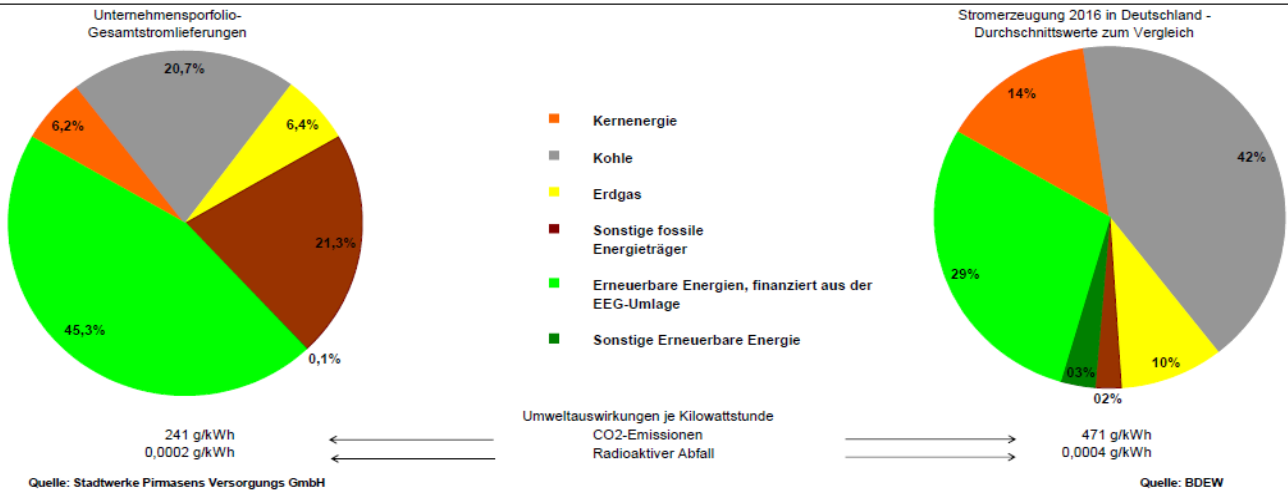 Unternehmensporfolio-
Gesamtstromlieferungen
20,7%
6,2%
6,4%
21,3%
45,3%
0,1%
Kernenergie
Kohle
Erdgas
Sonstige fossile
Energieträger
Erneuerbare Energien, finanziert aus der
EEG-Umlage
Sonstige Erneuerbare Energie
Stromerzeugung 2016 in Deutschland -
Durchschnittswerte zum Vergleich
14%
42%
29%
10%
03%
02%
Umweltauswirkungen je Kilowattstunde
241 g/kWh CO2-Emissionen 471 g/kWh
0,0002 g/kWh Radioaktiver Abfall 0,0004 g/kWh
Quelle: Stadtwerke Pirmasens Versorgungs GmbH
Quelle: BDEW